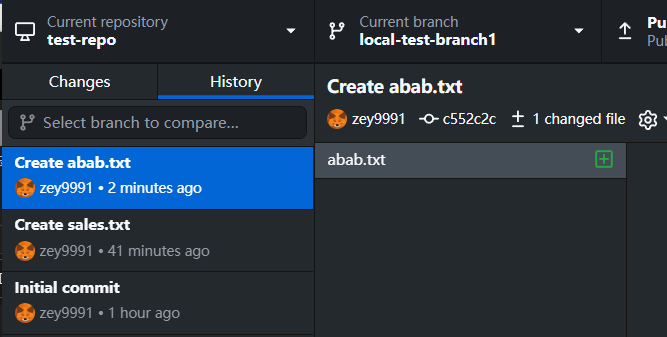 Current repository
test-repo
Current branch
local-test-branch1
Changes
History
Select branch to compare...
Create abab.txt
zey9991 • 2 minutes ago
Create sales.txt
zey9991 • 41 minutes ago
Initial commit
zey9991 • 1 hour ago
Create abab.txt
zey9991 c552c2c 1 changed file
abab.txt